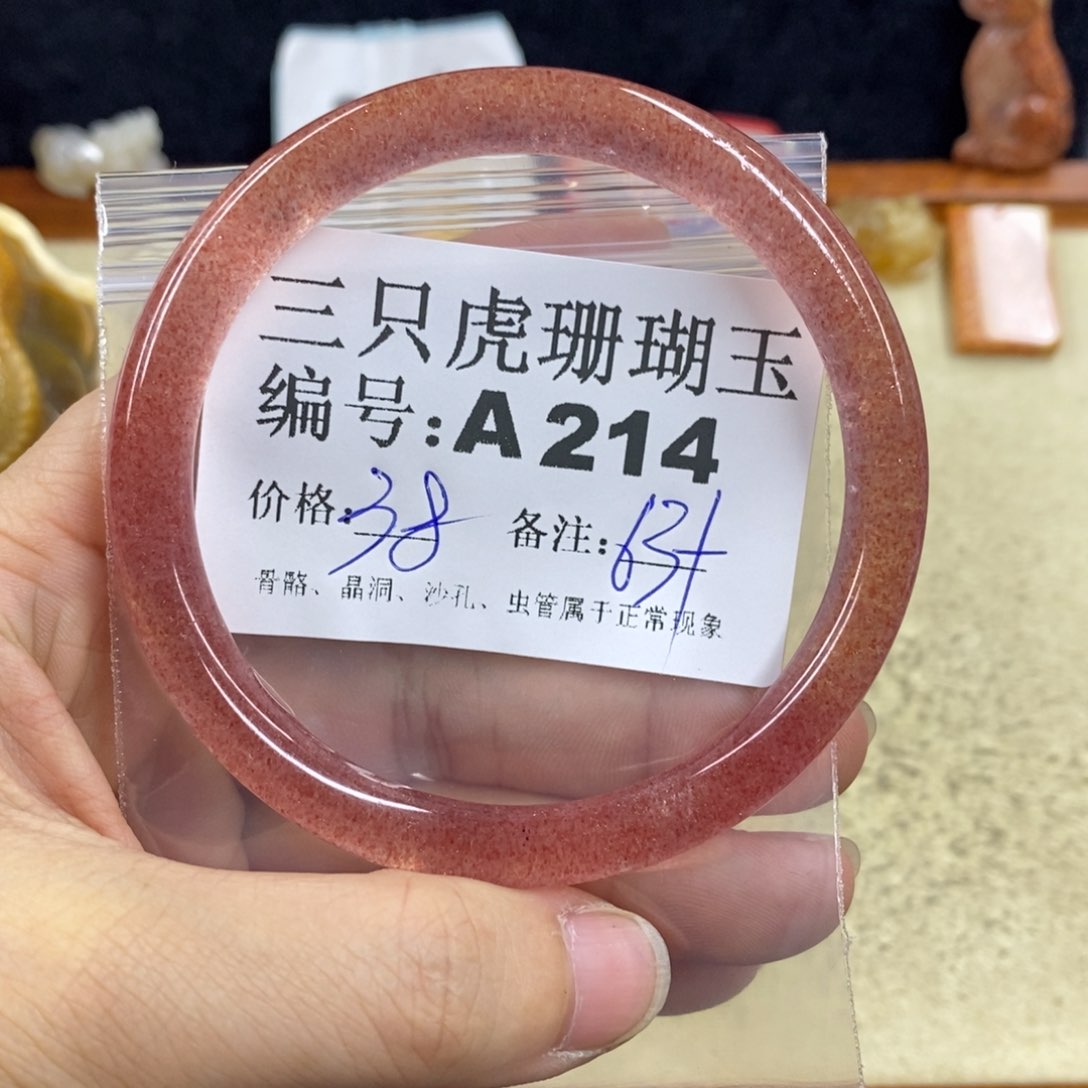 三只虎珊瑚玉
编号:A214
价格:38 备注:63+
骨骼、晶洞、沙孔、虫管属于正常现象